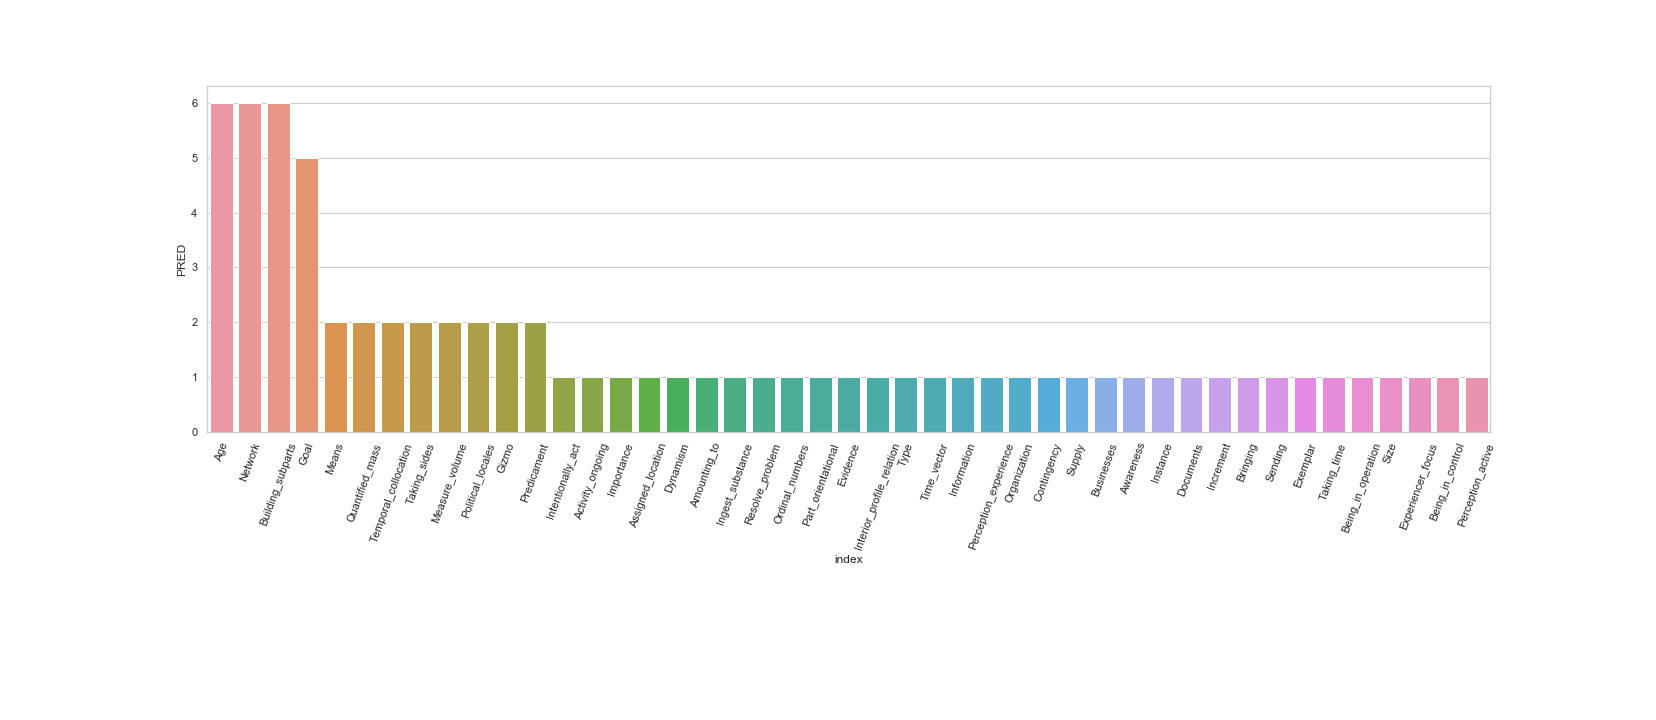 6
5
4
3
2
1
0
PRED
Age
Network
Building_subparts
Goal
Means
Quantified_mass
Temporal_collocation
Taking_sides
Measure_volume
Political_locales
Gizmo
Predicament
Intentionally_act
Activity_ongoing
Importance
Assigned_location
Dynamism
Amounting_to
Ingest_substance
Resolve_problem
Ordinal_numbers
Part_orientational
Evidence
Interior_profile_relation
Type
Time_vector
Information
Perception_experience
Organization
Contingency
Supply
Businesses
Awareness
Instance
Documents
Increment
Bringing
Sending
Exemplar
Taking_time
Being_in_operation
Size
Experiencer_focus
Being_in_control
Perception_active
index